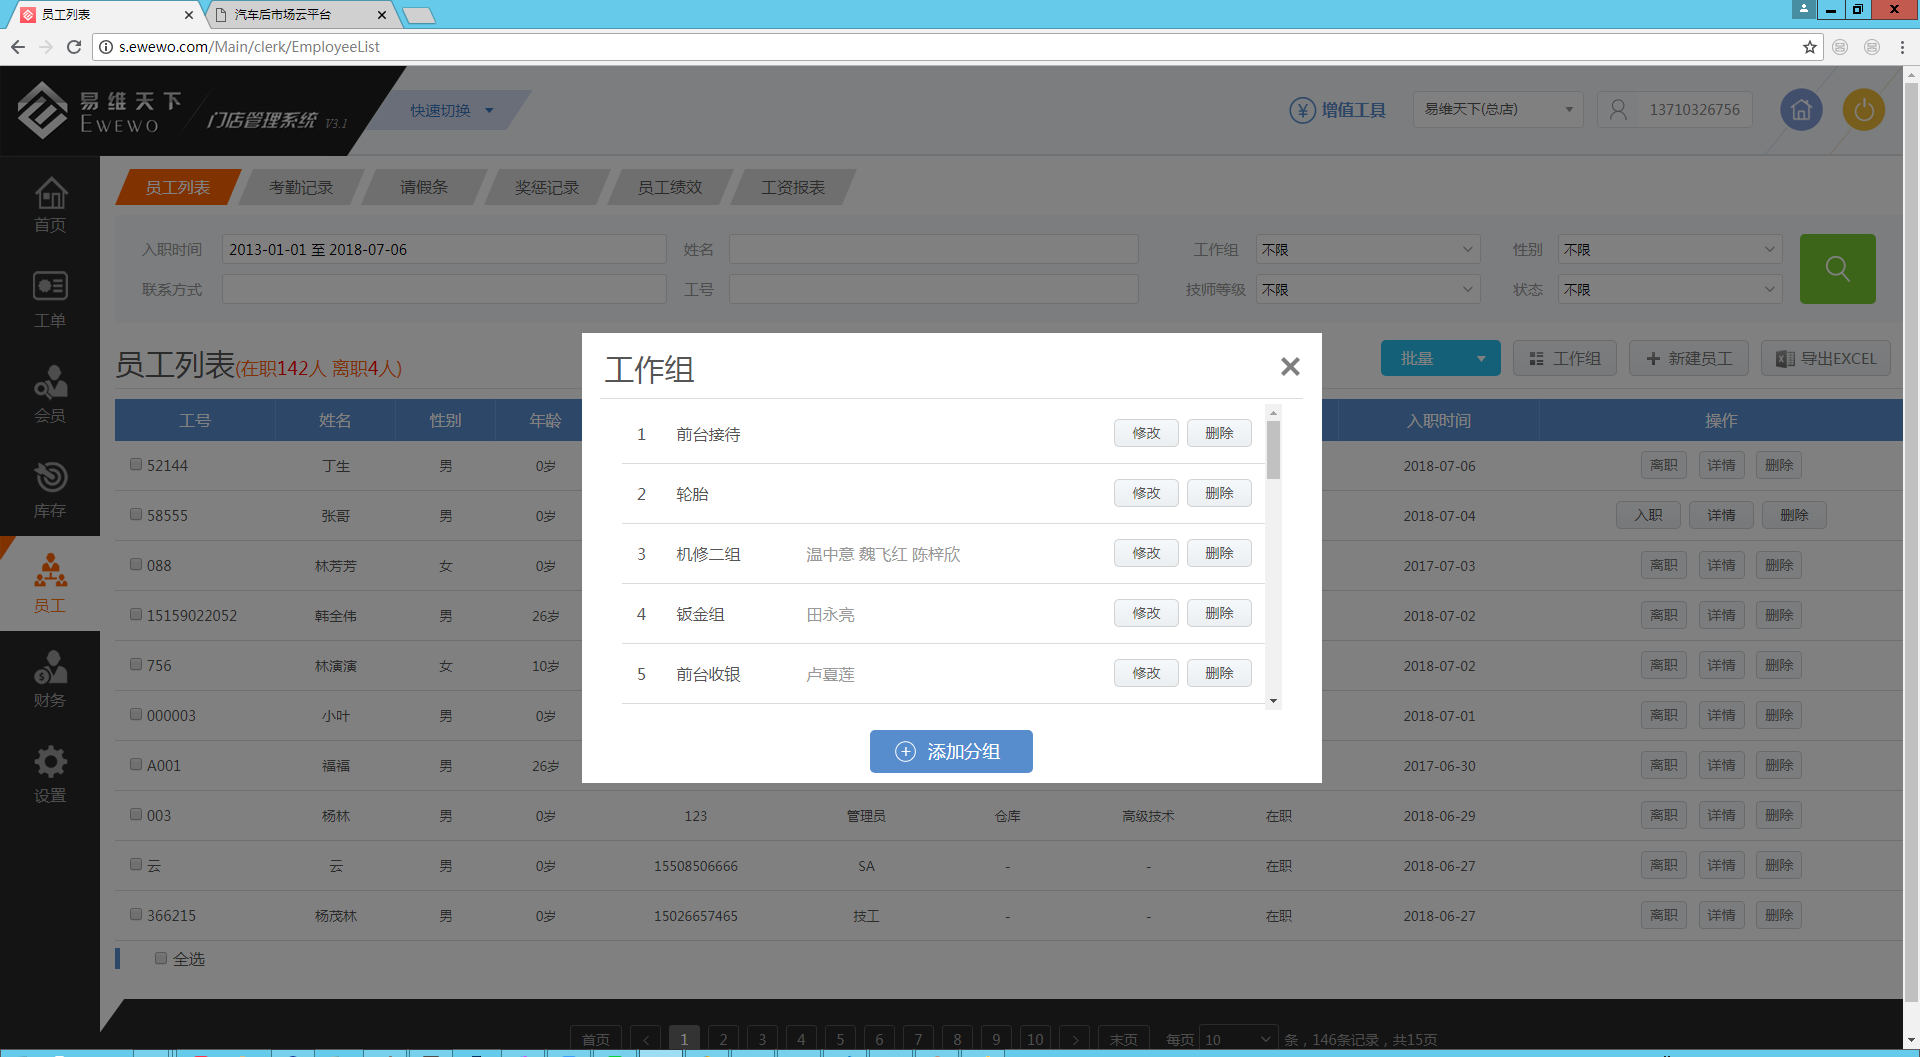 员工列表
汽车后市场云平台
s.ewewo.com/Main/clerk/EmployeeList
易维天下
EWEWO
门店管理系统 V3.1
快速切换
增值工具
易维天下(总店)
13710326756
首页
工单
会员
库存
员工
财务
设置
员工列表 考勤记录 请假条 奖惩记录 员工绩效 工资报表
入职时间 2013-01-01 至 2018-07-06 姓名 工作组 不限 性别 不限
联系方式 工号 技师等级 不限 状态 不限
员工列表(在职142人 离职4人)
批量 工作组 新建员工 导出EXCEL
工号 姓名 性别 年龄 入职时间 操作
52144 丁生 男 0岁 2018-07-06 离职 详情 删除
58555 张哥 男 0岁 2018-07-04 入职 详情 删除
088 林芳芳 女 0岁 2017-07-03 离职 详情 删除
15159022052 韩全伟 男 26岁 2018-07-02 离职 详情 删除
756 林演演 女 10岁 2018-07-02 离职 详情 删除
000003 小叶 男 0岁 2018-07-01 离职 详情 删除
A001 福福 男 26岁 2017-06-30 离职 详情 删除
003 杨林 男 0岁 123 管理员 仓库 高级技术 在职 2018-06-29 离职 详情 删除
云 云 男 0岁 15508506666 SA - - 在职 2018-06-27 离职 详情 删除
366215 杨茂林 男 0岁 15026657465 技工 - - 在职 2018-06-27 离职 详情 删除
全选
工作组
1 前台接待 修改 删除
2 轮胎 修改 删除
3 机修二组 温中意 魏飞红 陈梓欣 修改 删除
4 钣金组 田永亮 修改 删除
5 前台收银 卢夏莲 修改 删除
添加分组
首页 < 1 2 3 4 5 6 7 8 9 10 > 末页 每页 10 条，146条记录，共15页